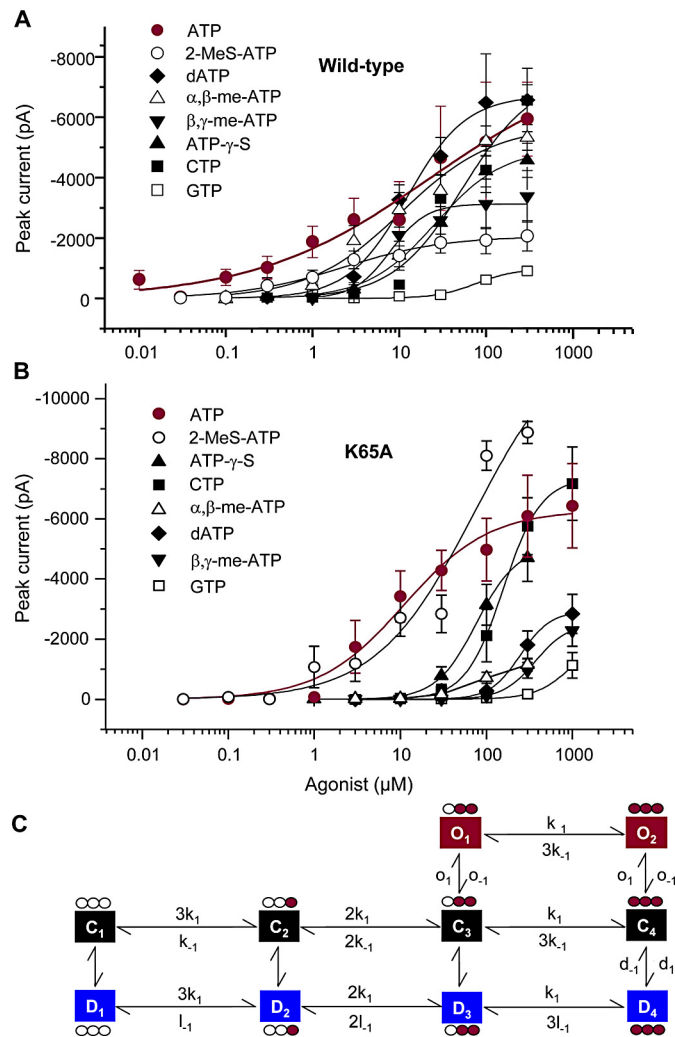 A
ATP
2-MeS-ATP
dATP
α,β-me-ATP
β,γ-me-ATP
ATP-γ-S
CTP
GTP
Wild-type
Peak current (pA)
-8000
-6000
-4000
-2000
0
0.01 0.1 1 10 100 1000
B
ATP
2-MeS-ATP
ATP-γ-S
CTP
α,β-me-ATP
dATP
β,γ-me-ATP
GTP
K65A
Peak current (pA)
-10000
-8000
-6000
-4000
-2000
0
0.01 0.1 1 10 100 1000
Agonist (μM)
C
O₁ k₁ O₂
3k₋₁
o₁ o₋₁ o₁ o₋₁
3k₁ 2k₁ k₁
C₁ C₂ C₃ C₄
k₋₁ 2k₋₁ 3k₋₁
d₋₁ d₁
3k₁ 2k₁ k₁
D₁ D₂ D₃ D₄
l₋₁ 2l₋₁ 3l₋₁